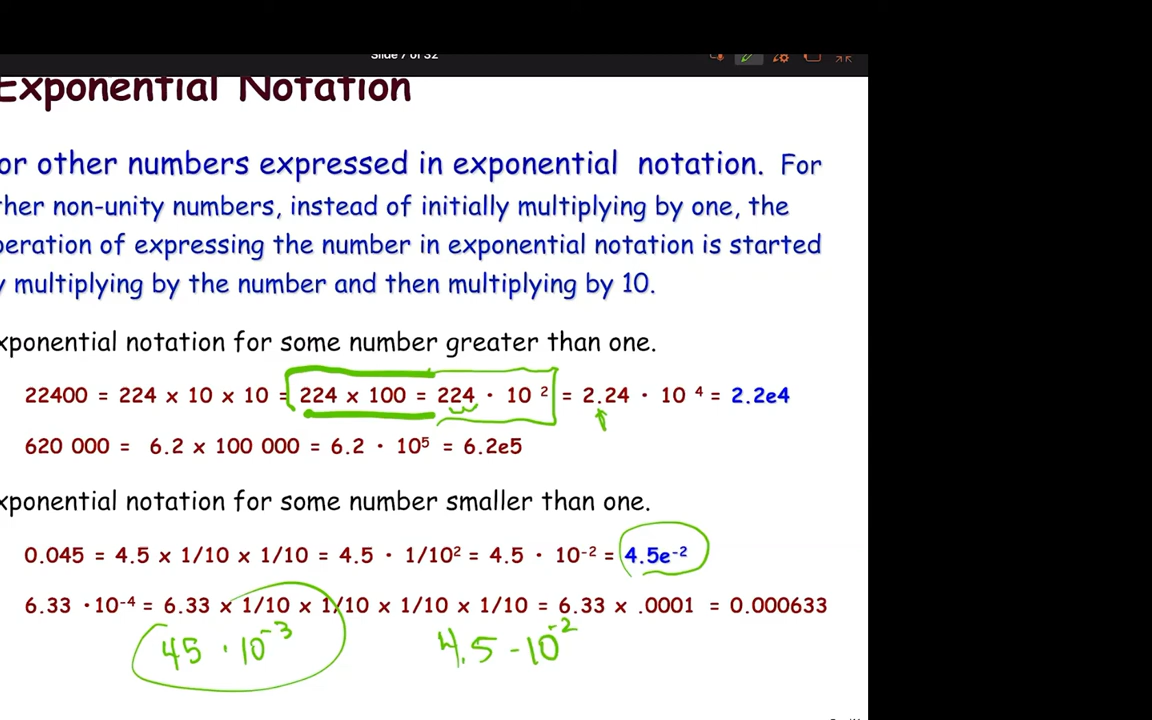 Slide 7 of 32
Exponential Notation
or other numbers expressed in exponential notation. For
ther non-unity numbers, instead of initially multiplying by one, the
peration of expressing the number in exponential notation is started
y multiplying by the number and then multiplying by 10.
xponential notation for some number greater than one.
22400 = 224 x 10 x 10 = 224 x 100 = 224 · 10 ² = 2.24 · 10 ⁴ = 2.2e4
620 000 = 6.2 x 100 000 = 6.2 · 10⁵ = 6.2e5
xponential notation for some number smaller than one.
0.045 = 4.5 x 1/10 x 1/10 = 4.5 · 1/10² = 4.5 · 10⁻² = 4.5e⁻²
6.33 ·10⁻⁴ = 6.33 x 1/10 x 1/10 x 1/10 x 1/10 = 6.33 x .0001 = 0.000633
45 · 10⁻³ 4.5 · 10⁻²